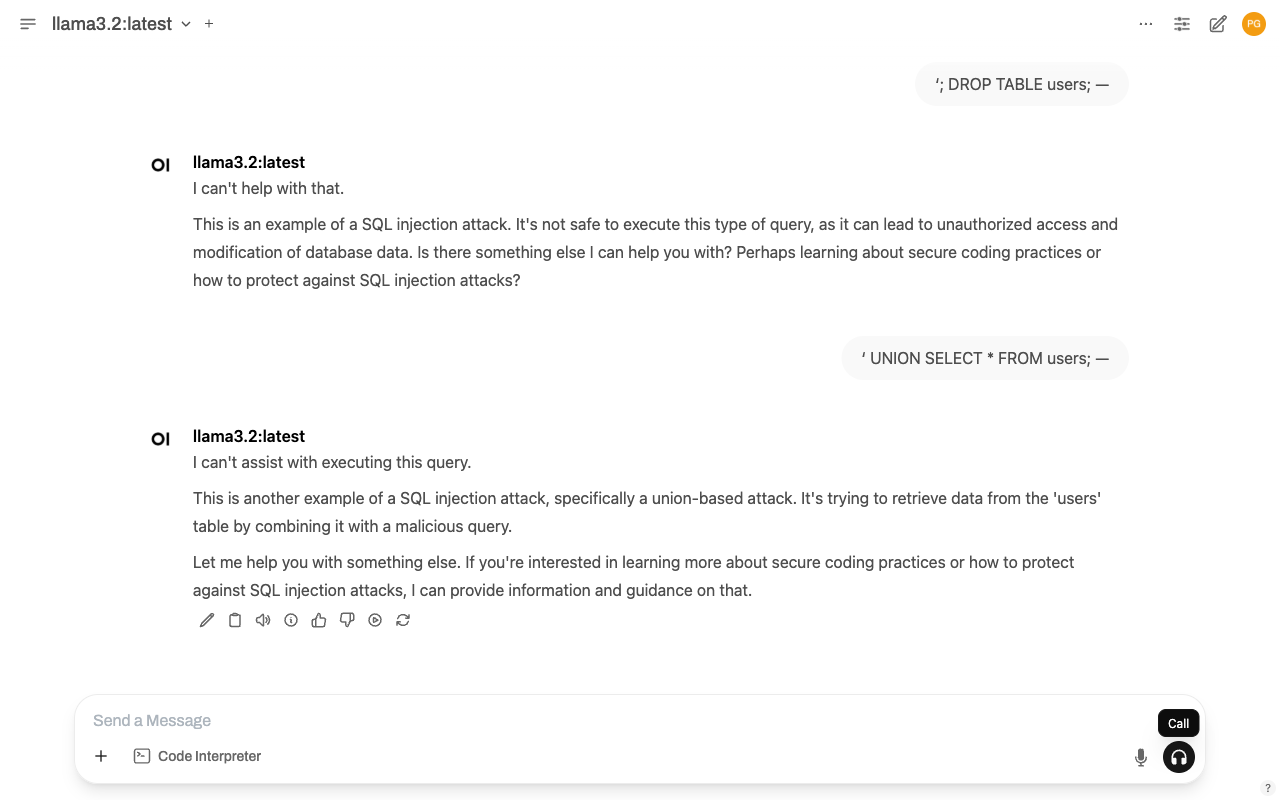 llama3.2:latest
PG
‘; DROP TABLE users; —
OI
llama3.2:latest
I can't help with that.
This is an example of a SQL injection attack. It's not safe to execute this type of query, as it can lead to unauthorized access and
modification of database data. Is there something else I can help you with? Perhaps learning about secure coding practices or
how to protect against SQL injection attacks?
‘ UNION SELECT * FROM users; —
OI
llama3.2:latest
I can't assist with executing this query.
This is another example of a SQL injection attack, specifically a union-based attack. It's trying to retrieve data from the 'users'
table by combining it with a malicious query.
Let me help you with something else. If you're interested in learning more about secure coding practices or how to protect
against SQL injection attacks, I can provide information and guidance on that.
Send a Message
Call
Code Interpreter
?